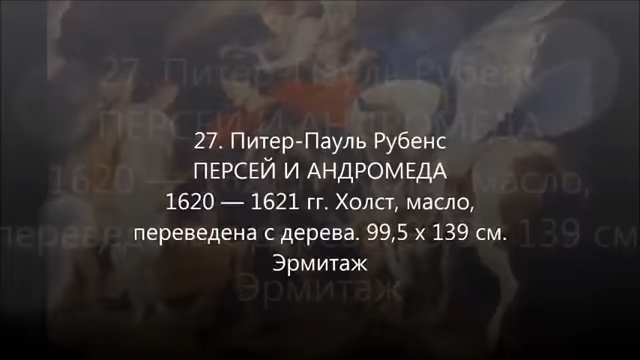 27. Питер-Пауль Рубенс
ПЕРСЕЙ И АНДРОМЕДА
1620 — 1621 гг. Холст, масло,
переведена с дерева. 99,5 x 139 см.
Эрмитаж